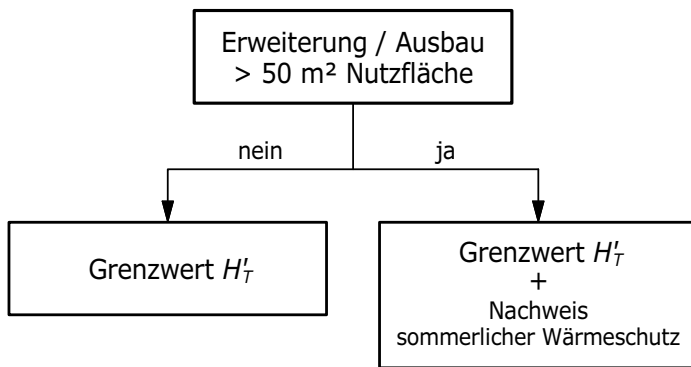 Erweiterung / Ausbau
> 50 m² Nutzfläche
nein
ja
Grenzwert H'T
Grenzwert H'T
+
Nachweis
sommerlicher Wärmeschutz